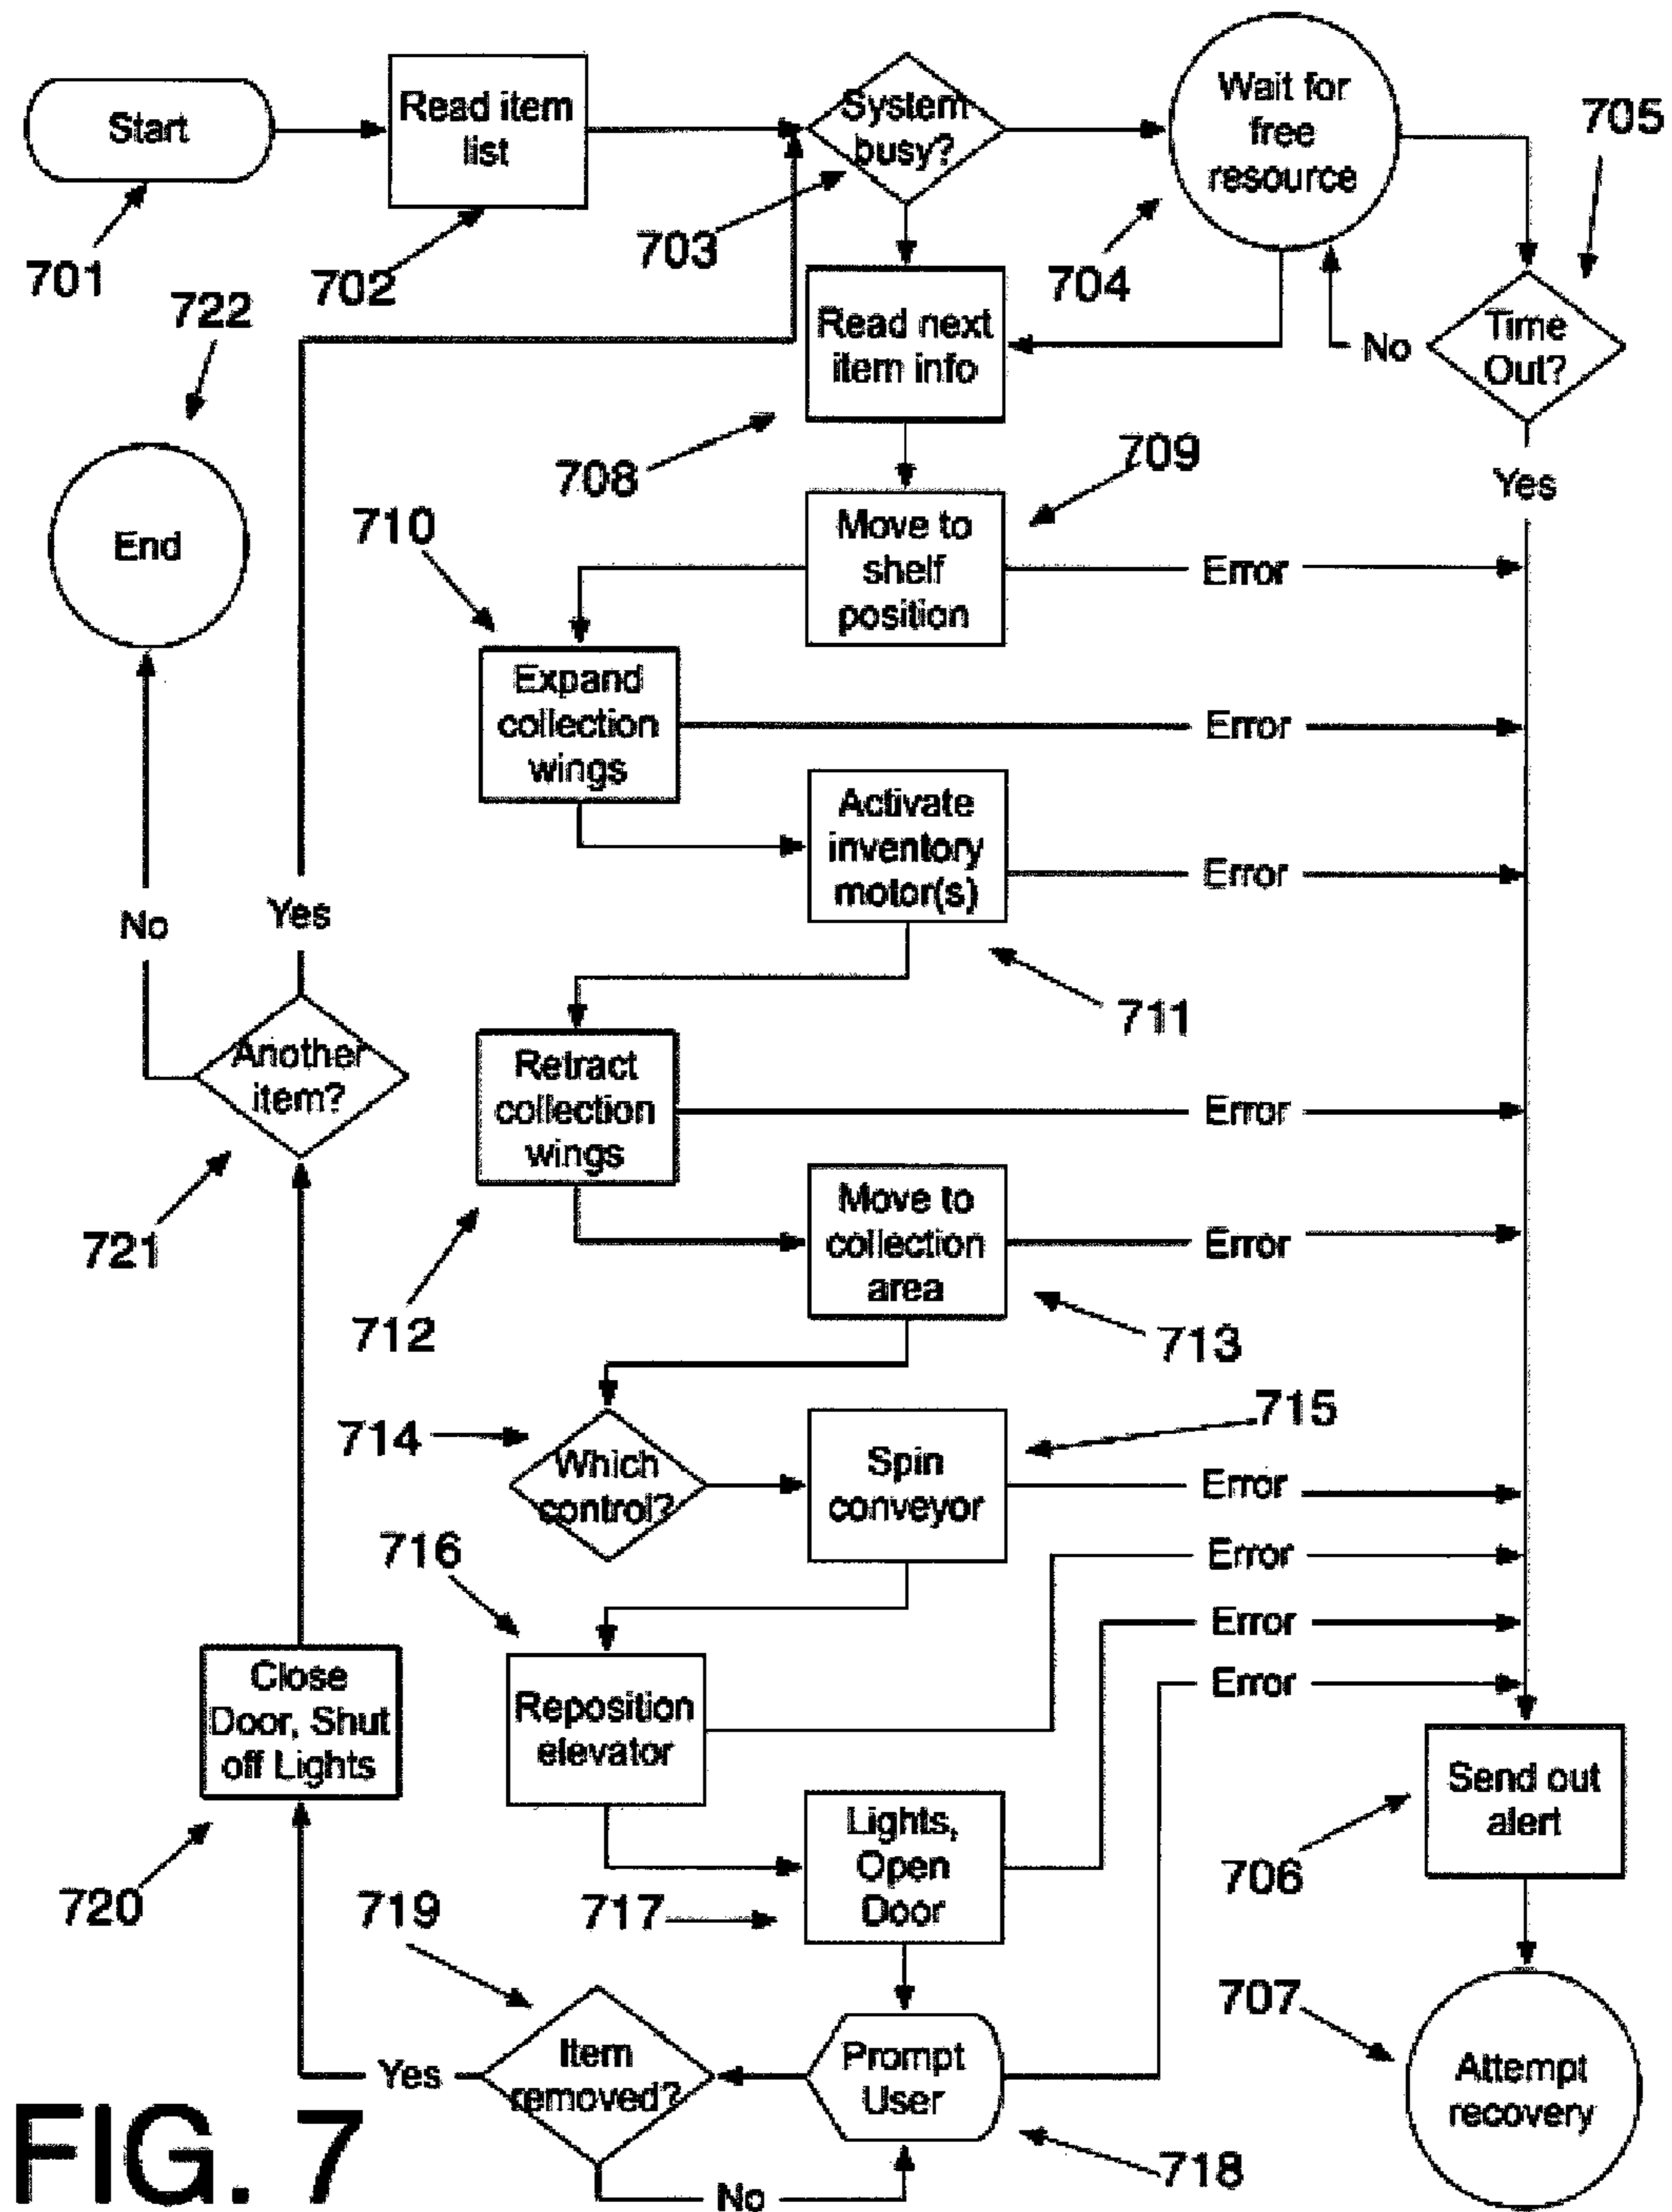 Start
Read item
list
System
busy?
Wait for
free
resource
705
701
702
703
704
722
Read next
item info
No
Time
Out?
708
709
Yes
710
End
Move to
shelf
position
Error
Expand
collection
wings
Error
Activate
inventory
motor(s)
Error
No
Yes
711
Another
item?
Retract
collection
wings
Error
721
712
Move to
collection
area
Error
713
714
Which
control?
Spin
conveyor
715
Error
716
Error
Error
Error
Close
Door, Shut
off Lights
Reposition
elevator
Send out
alert
706
720
719
717
Lights,
Open
Door
707
Yes
Item
removed?
Prompt
User
Attempt
recovery
718
No
FIG. 7